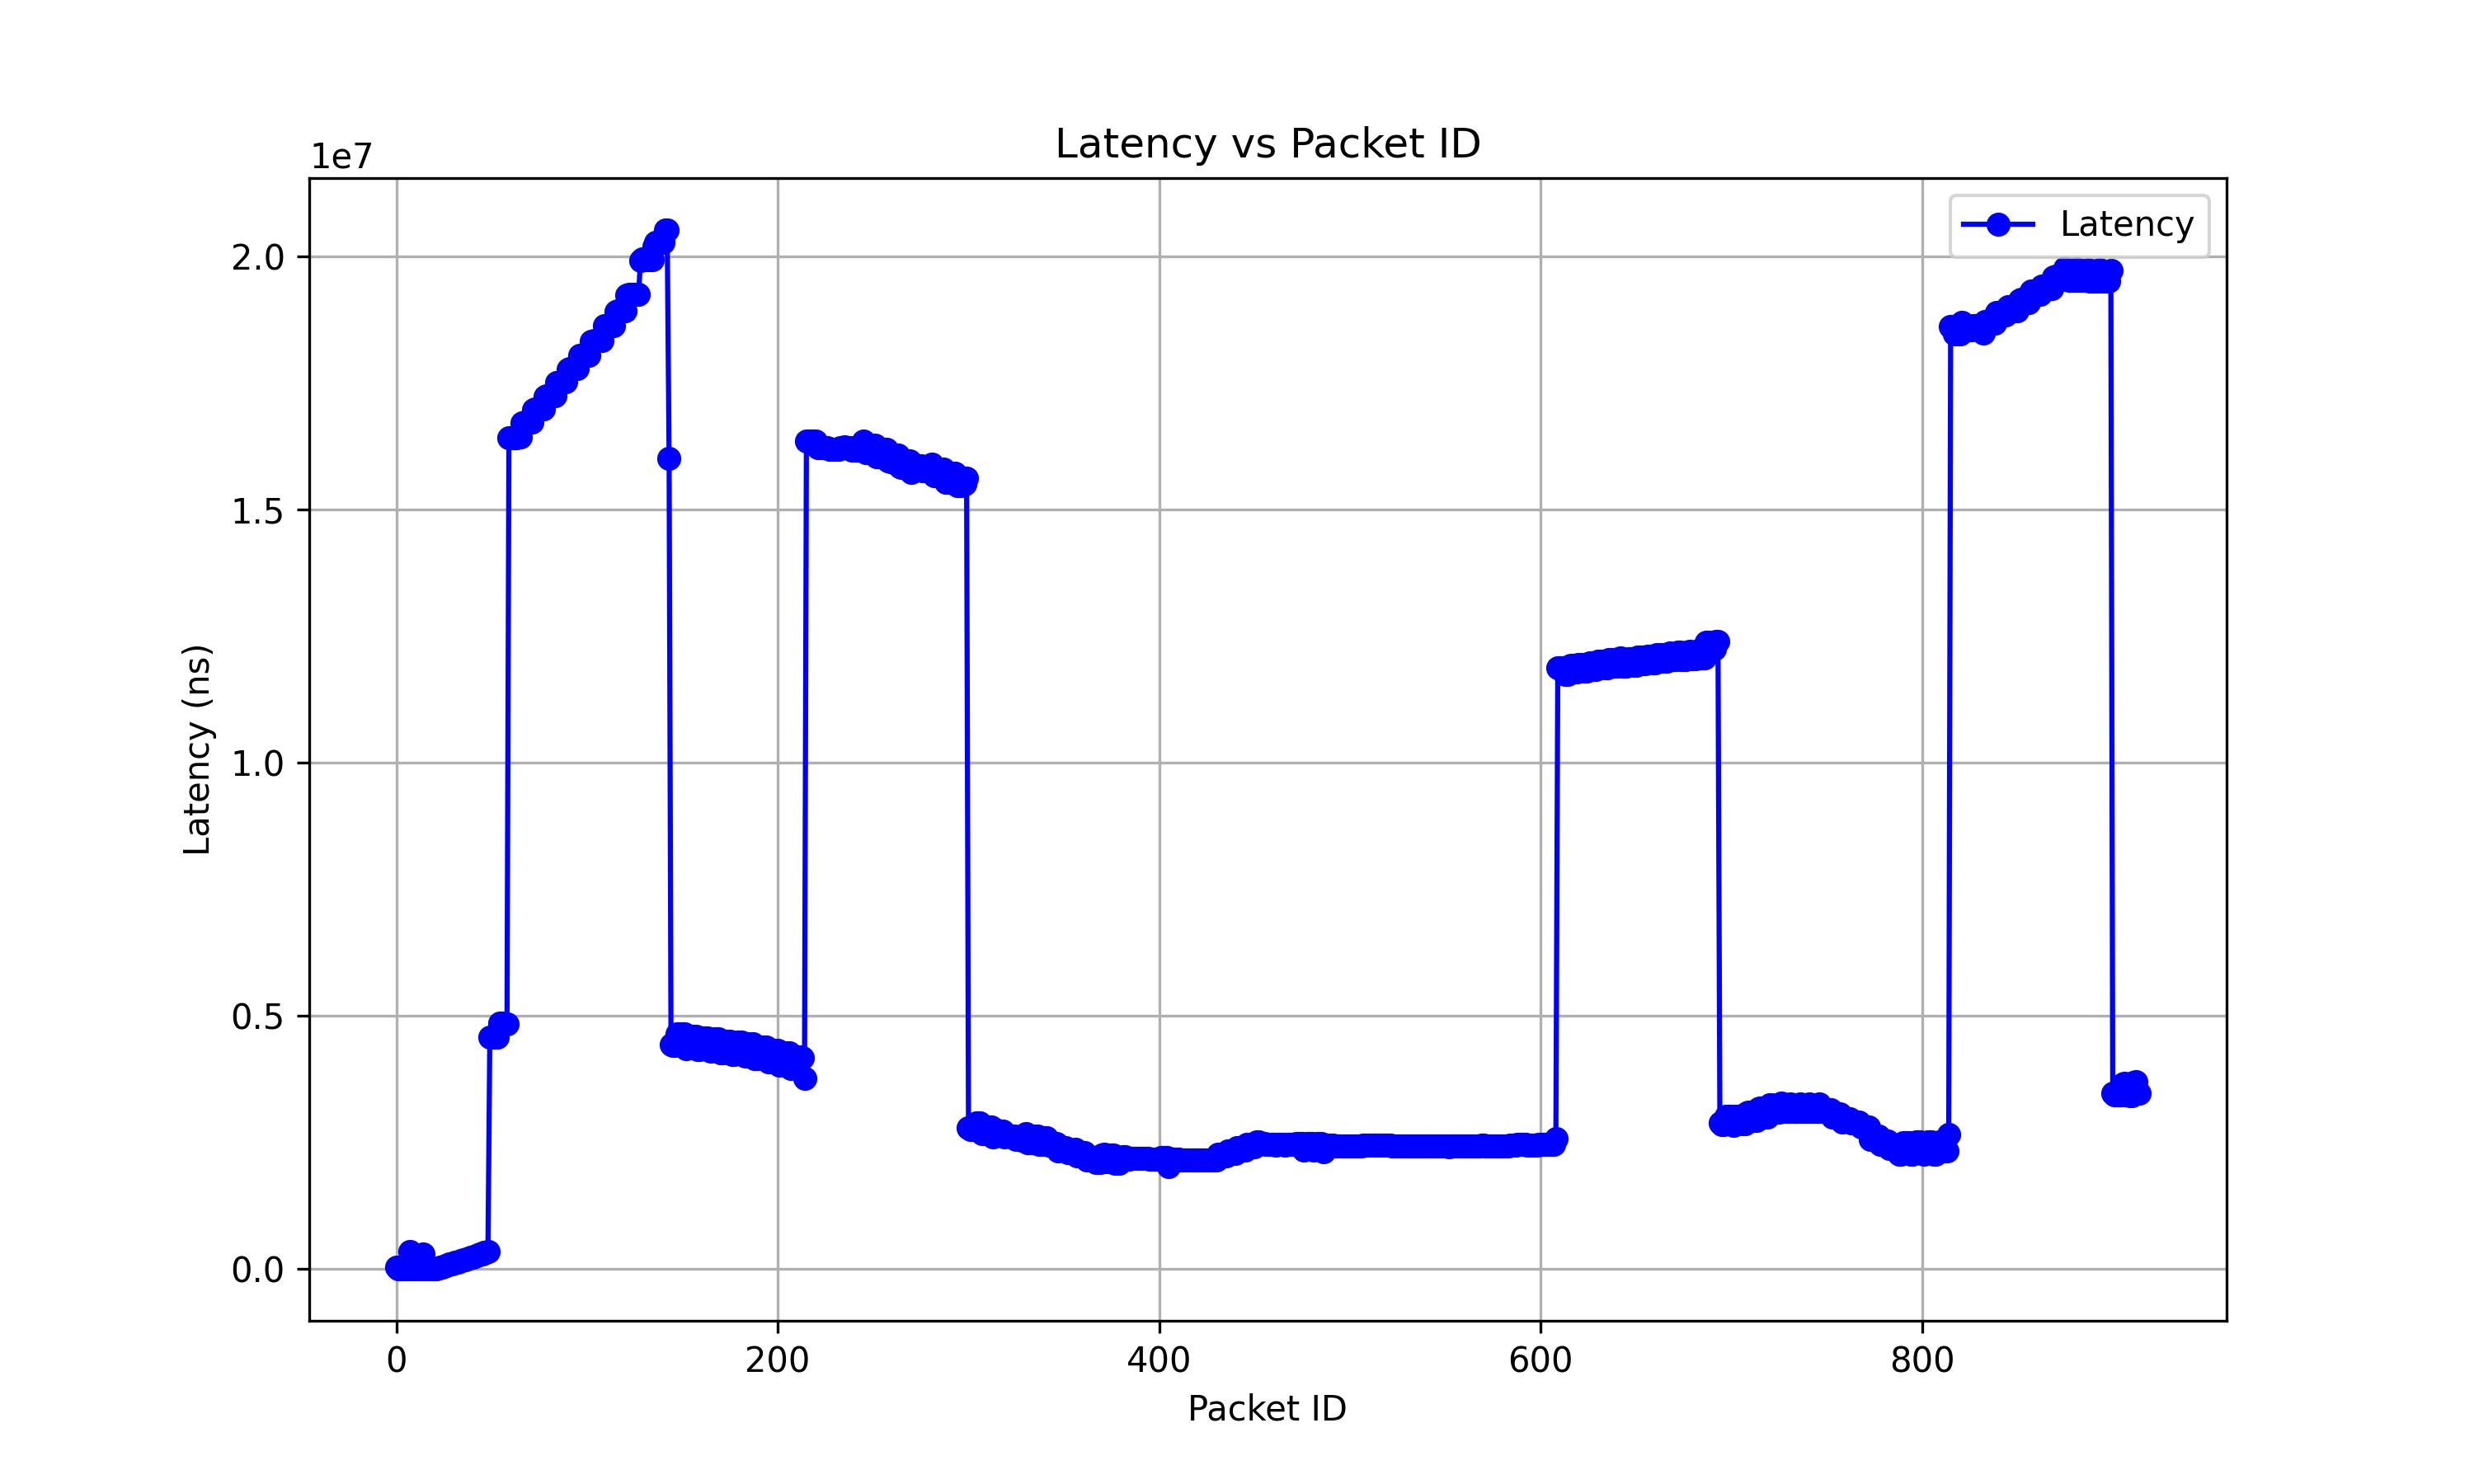 Latency vs Packet ID
1e7
Latency
2.0
1.5
1.0
0.5
0.0
Latency (ns)
0 200 400 600 800
Packet ID